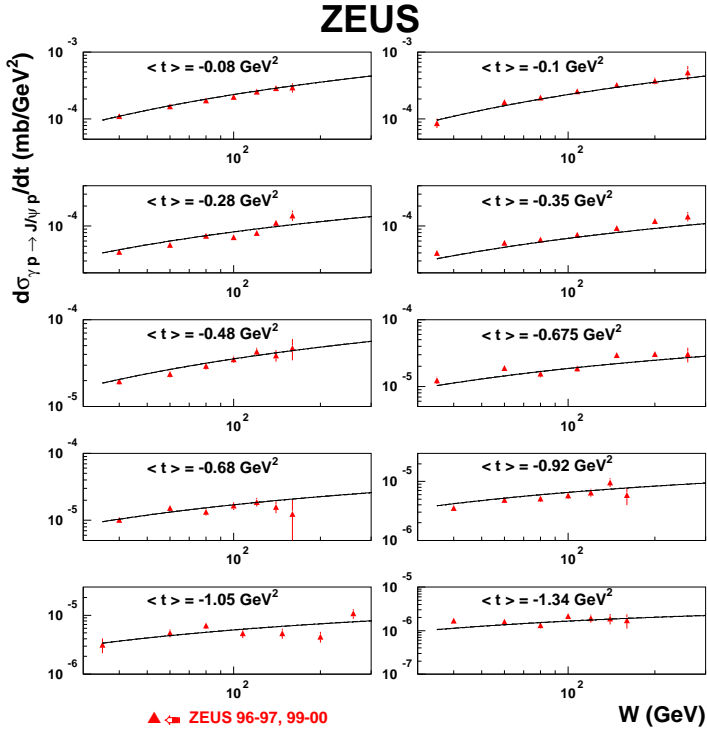 ZEUS
dσγ p → J/ψ p/dt (mb/GeV²)
< t > = -0.08 GeV²
< t > = -0.1 GeV²
10⁻³
10⁻⁴
10²
10⁻³
10⁻⁴
10²
< t > = -0.28 GeV²
< t > = -0.35 GeV²
10⁻⁴
10²
10⁻⁴
10²
< t > = -0.48 GeV²
< t > = -0.675 GeV²
10⁻⁴
10⁻⁵
10²
10⁻⁴
10⁻⁵
10²
< t > = -0.68 GeV²
< t > = -0.92 GeV²
10⁻⁴
10⁻⁵
10²
10⁻⁵
10⁻⁶
10²
< t > = -1.05 GeV²
< t > = -1.34 GeV²
10⁻⁵
10⁻⁶
10²
10⁻⁵
10⁻⁶
10⁻⁷
10²
ZEUS 96-97, 99-00
W (GeV)